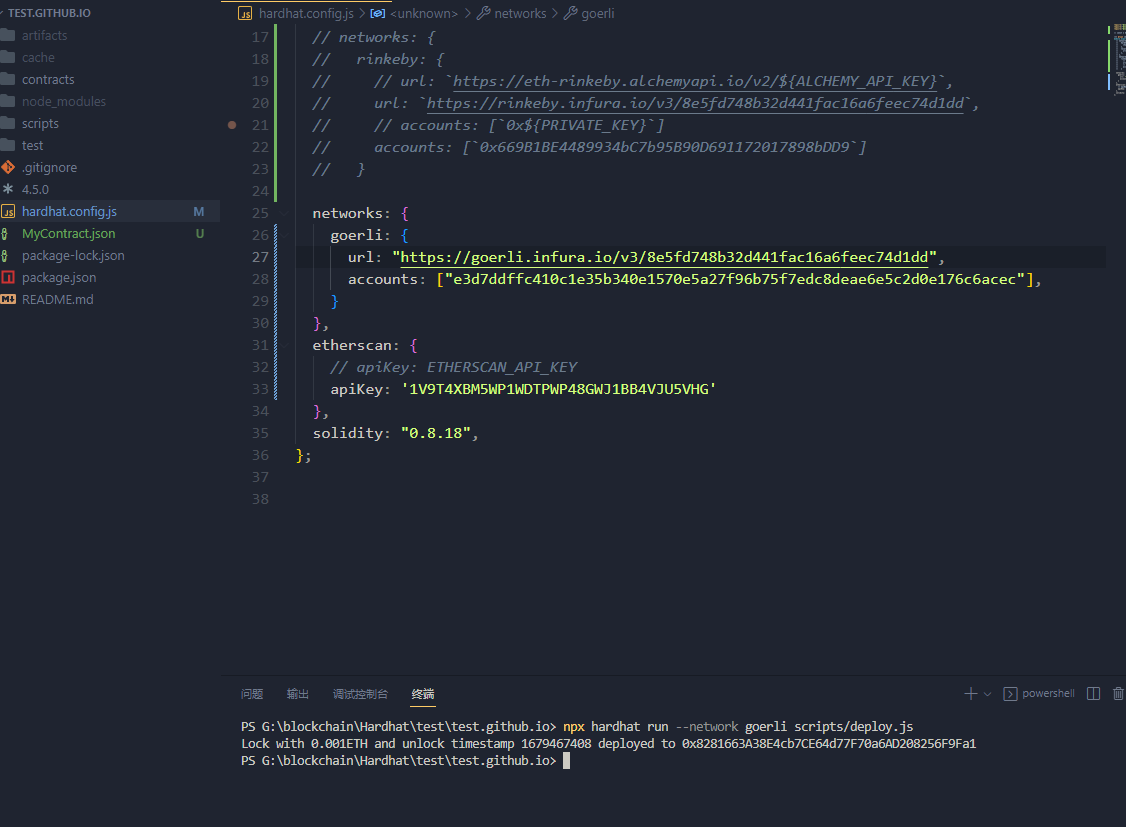 TEST.GITHUB.IO
artifacts
cache
contracts
node_modules
scripts
test
.gitignore
4.5.0
JS hardhat.config.js M
MyContract.json U
package-lock.json
package.json
README.md
JS hardhat.config.js > <unknown> > networks > goerli
17 // networks: {
18 //   rinkeby: {
19 //     // url: `https://eth-rinkeby.alchemyapi.io/v2/${ALCHEMY_API_KEY}`,
20 //     url: `https://rinkeby.infura.io/v3/8e5fd748b32d441fac16a6feec74d1dd`,
21 //     // accounts: [`0x${PRIVATE_KEY}`]
22 //     accounts: [`0x669B1BE4489934bC7b95B90D691172017898bDD9`]
23 //   }
24
25 networks: {
26   goerli: {
27     url: "https://goerli.infura.io/v3/8e5fd748b32d441fac16a6feec74d1dd",
28     accounts: ["e3d7ddffc410c1e35b340e1570e5a27f96b75f7edc8deae6e5c2d0e176c6acec"],
29   }
30 },
31 etherscan: {
32   // apiKey: ETHERSCAN_API_KEY
33   apiKey: '1V9T4XBM5WP1WDTPWP48GWJ1BB4VJU5VHG'
34 },
35 solidity: "0.8.18",
36 };
37
38
问题 输出 调试控制台 终端 powershell
PS G:\blockchain\Hardhat\test\test.github.io> npx hardhat run --network goerli scripts/deploy.js
Lock with 0.001ETH and unlock timestamp 1679467408 deployed to 0x8281663A38E4cb7CE64d77F70a6AD208256F9Fa1
PS G:\blockchain\Hardhat\test\test.github.io>